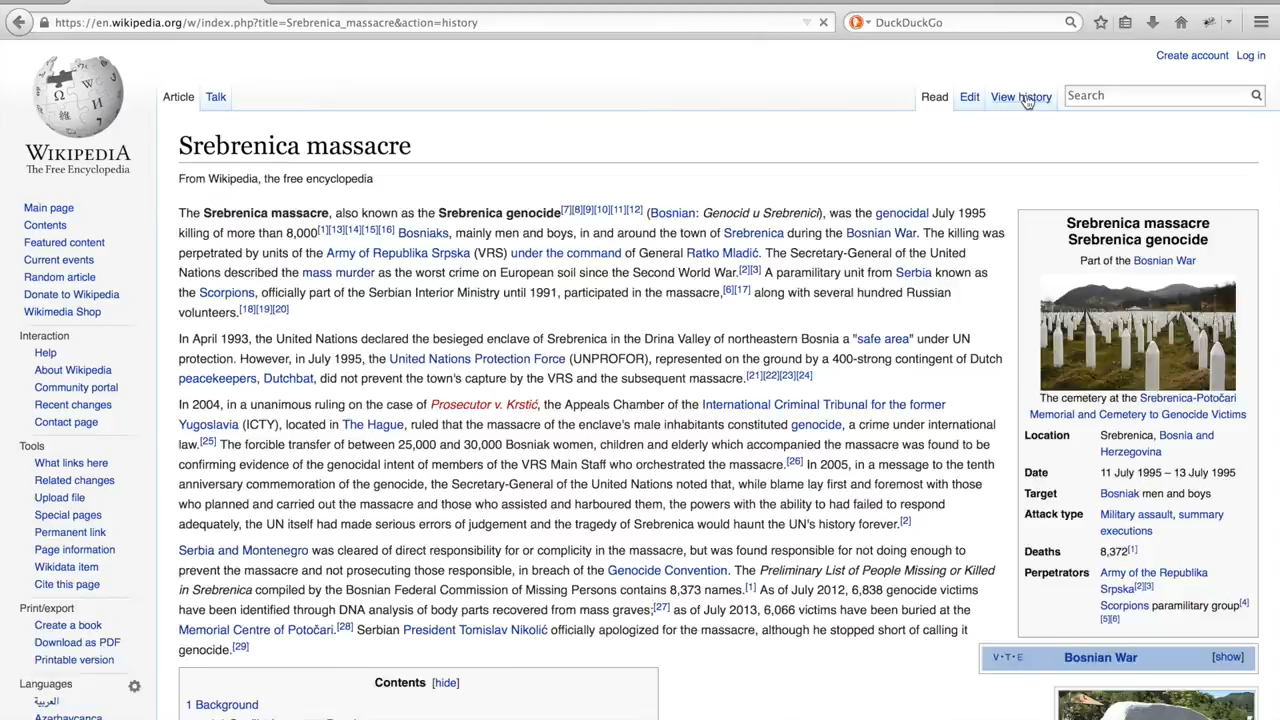 https://en.wikipedia.org/w/index.php?title=Srebrenica_massacre&action=history
DuckDuckGo
Create account Log in
Article Talk
Read Edit View history
Search
WIKIPEDIA
The Free Encyclopedia
Main page
Contents
Featured content
Current events
Random article
Donate to Wikipedia
Wikimedia Shop
Interaction
Help
About Wikipedia
Community portal
Recent changes
Contact page
Tools
What links here
Related changes
Upload file
Special pages
Permanent link
Page information
Wikidata item
Cite this page
Print/export
Create a book
Download as PDF
Printable version
Languages
العربية
Azərbaycanca
Srebrenica massacre
From Wikipedia, the free encyclopedia
The Srebrenica massacre, also known as the Srebrenica genocide[7][8][9][10][11][12] (Bosnian: Genocid u Srebrenici), was the genocidal July 1995
killing of more than 8,000[1][13][14][15][16] Bosniaks, mainly men and boys, in and around the town of Srebrenica during the Bosnian War. The killing was
perpetrated by units of the Army of Republika Srpska (VRS) under the command of General Ratko Mladić. The Secretary-General of the United
Nations described the mass murder as the worst crime on European soil since the Second World War.[2][3] A paramilitary unit from Serbia known as
the Scorpions, officially part of the Serbian Interior Ministry until 1991, participated in the massacre,[6][17] along with several hundred Russian
volunteers.[18][19][20]
In April 1993, the United Nations declared the besieged enclave of Srebrenica in the Drina Valley of northeastern Bosnia a "safe area" under UN
protection. However, in July 1995, the United Nations Protection Force (UNPROFOR), represented on the ground by a 400-strong contingent of Dutch
peacekeepers, Dutchbat, did not prevent the town's capture by the VRS and the subsequent massacre.[21][22][23][24]
In 2004, in a unanimous ruling on the case of Prosecutor v. Krstić, the Appeals Chamber of the International Criminal Tribunal for the former
Yugoslavia (ICTY), located in The Hague, ruled that the massacre of the enclave's male inhabitants constituted genocide, a crime under international
law.[25] The forcible transfer of between 25,000 and 30,000 Bosniak women, children and elderly which accompanied the massacre was found to be
confirming evidence of the genocidal intent of members of the VRS Main Staff who orchestrated the massacre.[26] In 2005, in a message to the tenth
anniversary commemoration of the genocide, the Secretary-General of the United Nations noted that, while blame lay first and foremost with those
who planned and carried out the massacre and those who assisted and harboured them, the powers with the ability to had failed to respond
adequately, the UN itself had made serious errors of judgement and the tragedy of Srebrenica would haunt the UN's history forever.[2]
Serbia and Montenegro was cleared of direct responsibility for or complicity in the massacre, but was found responsible for not doing enough to
prevent the massacre and not prosecuting those responsible, in breach of the Genocide Convention. The Preliminary List of People Missing or Killed
in Srebrenica compiled by the Bosnian Federal Commission of Missing Persons contains 8,373 names.[1] As of July 2012, 6,838 genocide victims
have been identified through DNA analysis of body parts recovered from mass graves;[27] as of July 2013, 6,066 victims have been buried at the
Memorial Centre of Potočari.[28] Serbian President Tomislav Nikolić officially apologized for the massacre, although he stopped short of calling it
genocide.[29]
Contents [hide]
1 Background
Srebrenica massacre
Srebrenica genocide
Part of the Bosnian War
The cemetery at the Srebrenica-Potočari
Memorial and Cemetery to Genocide Victims
Location Srebrenica, Bosnia and
Herzegovina
Date 11 July 1995 – 13 July 1995
Target Bosniak men and boys
Attack type Military assault, summary
executions
Deaths 8,372[1]
Perpetrators Army of the Republika
Srpska[2][3]
Scorpions paramilitary group[4]
[5][6]
V·T·E Bosnian War [show]